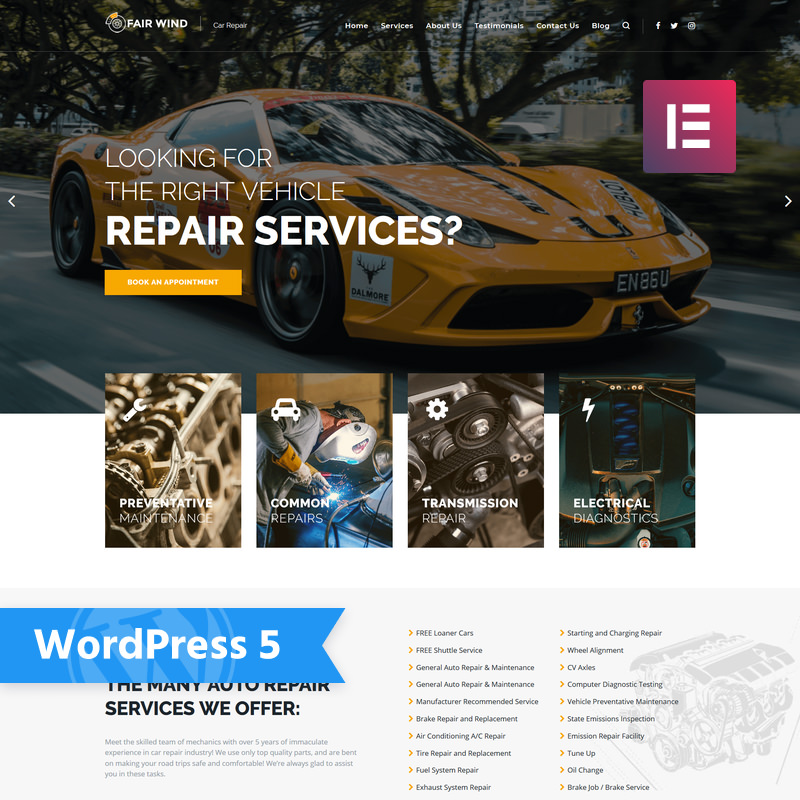 FAIR WIND
Car Repair
Home Services About Us Testimonials Contact Us Blog
LOOKING FOR
THE RIGHT VEHICLE
REPAIR SERVICES?
BOOK AN APPOINTMENT
DALMORE
EN86U
PREVENTATIVE
MAINTENANCE
COMMON
REPAIRS
TRANSMISSION
REPAIR
ELECTRICAL
DIAGNOSTICS
WordPress 5
THE MANY AUTO REPAIR
SERVICES WE OFFER:
Meet the skilled team of mechanics with over 5 years of immaculate
experience in car repair industry! We use only top quality parts, and are bent
on making your road trips safe and comfortable! We're always glad to assist
you in these tasks.
FREE Loaner Cars
FREE Shuttle Service
General Auto Repair & Maintenance
General Auto Repair & Maintenance
Manufacturer Recommended Service
Brake Repair and Replacement
Air Conditioning A/C Repair
Tire Repair and Replacement
Fuel System Repair
Exhaust System Repair
Starting and Charging Repair
Wheel Alignment
CV Axles
Computer Diagnostic Testing
Vehicle Preventative Maintenance
State Emissions Inspection
Emission Repair Facility
Tune Up
Oil Change
Brake Job / Brake Service